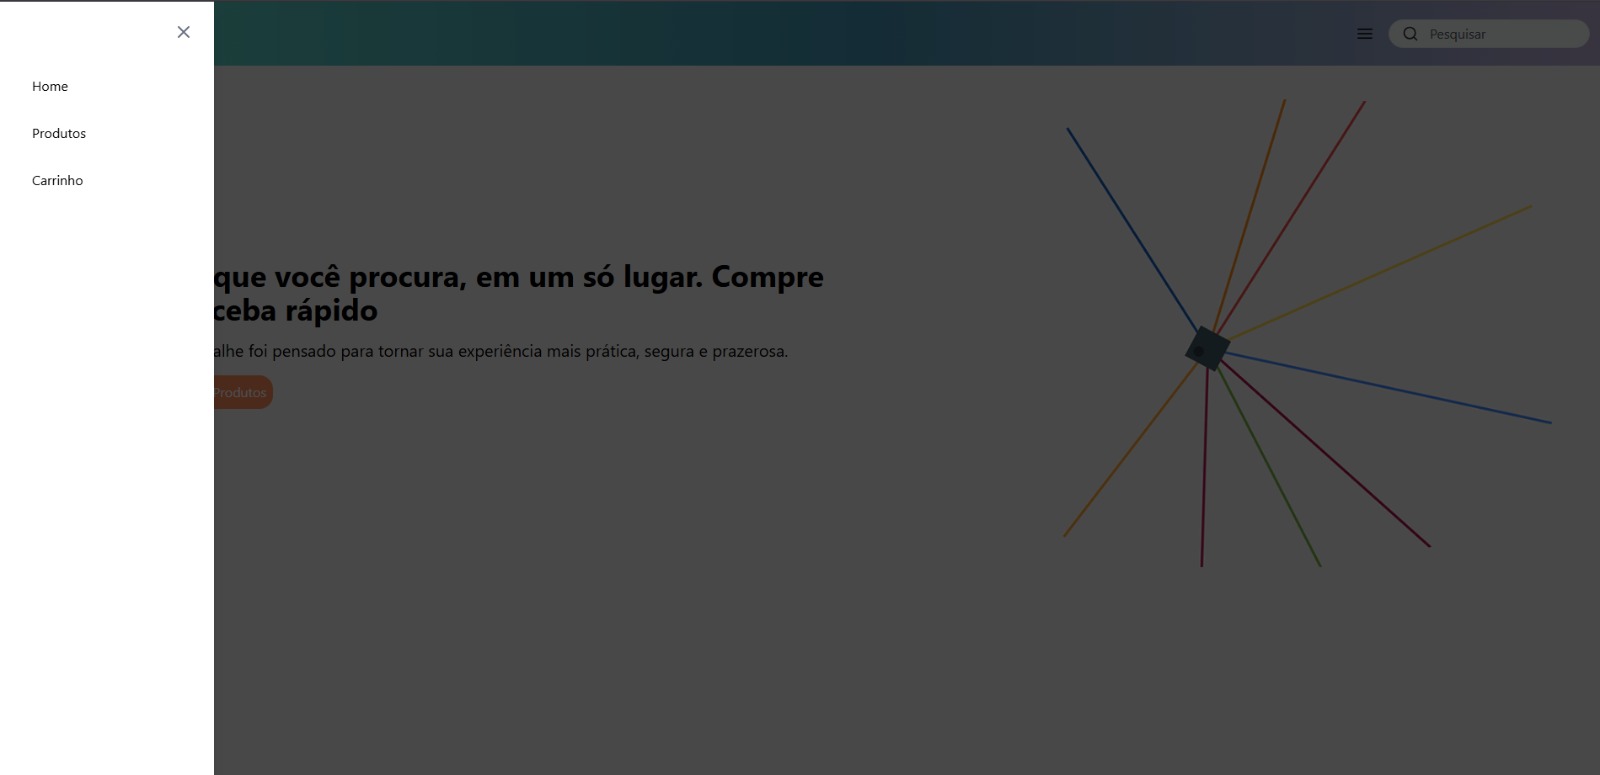 Pesquisar
Home
Produtos
Carrinho
que você procura, em um só lugar. Compre
ceba rápido
alhe foi pensado para tornar sua experiência mais prática, segura e prazerosa.
Produtos